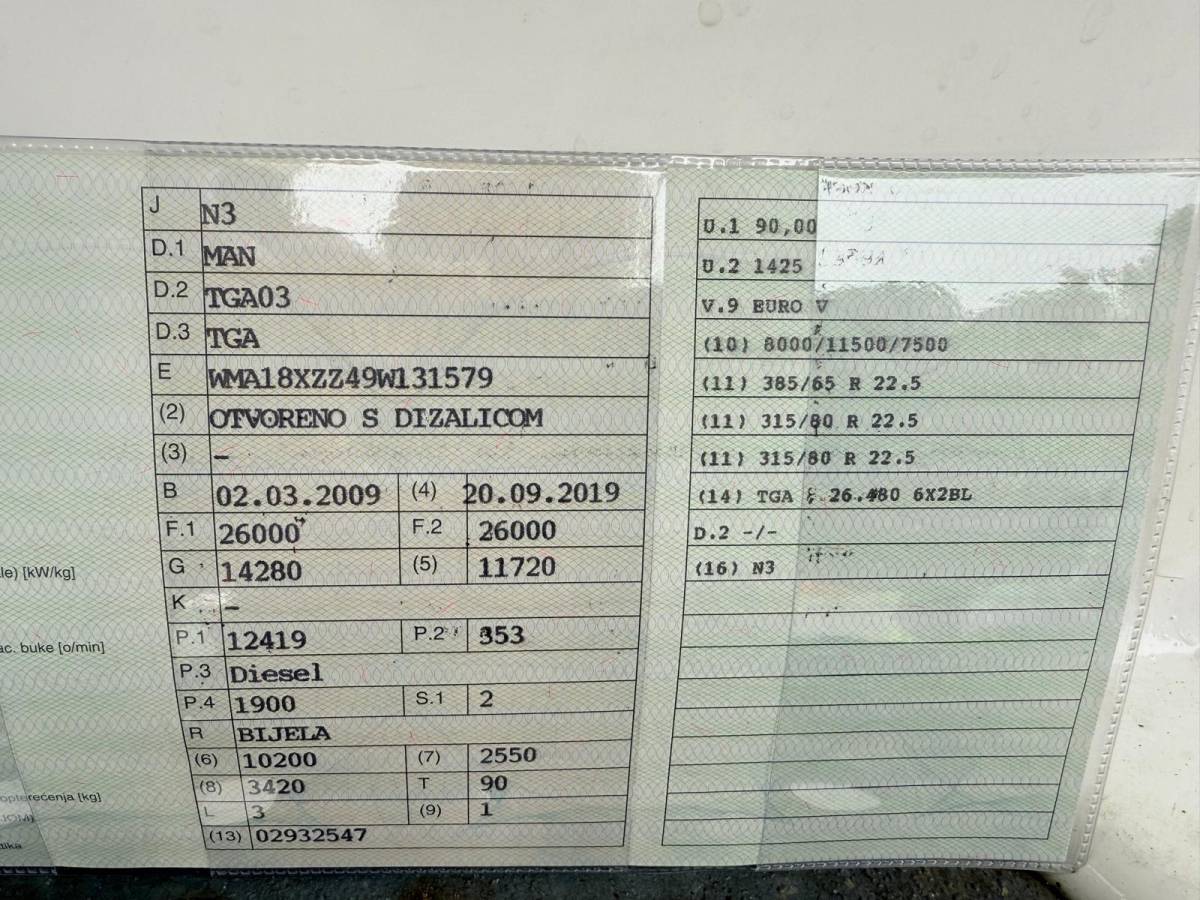 J N3
D.1 MAN
D.2 TGA03
D.3 TGA
E WMA18XZZ49W131579
(2) OTVORENO S DIZALICOM
(3) –
B 02.03.2009 (4) 20.09.2019
F.1 26000 F.2 26000
G 14280 (5) 11720
K –
P.1 12419 P.2 353
P.3 Diesel
P.4 1900 S.1 2
R BIJELA
(6) 10200 (7) 2550
(8) 3420 T 90
L 3 (9) 1
(13) 02932547
le) [kW/kg]
ac. buke [o/min]
opterećenja [kg]
U.1 90,00
U.2 1425
V.9 EURO V
(10) 8000/11500/7500
(11) 385/65 R 22.5
(11) 315/80 R 22.5
(11) 315/80 R 22.5
(14) TGA 26.480 6X2BL
D.2 -/-
(16) N3